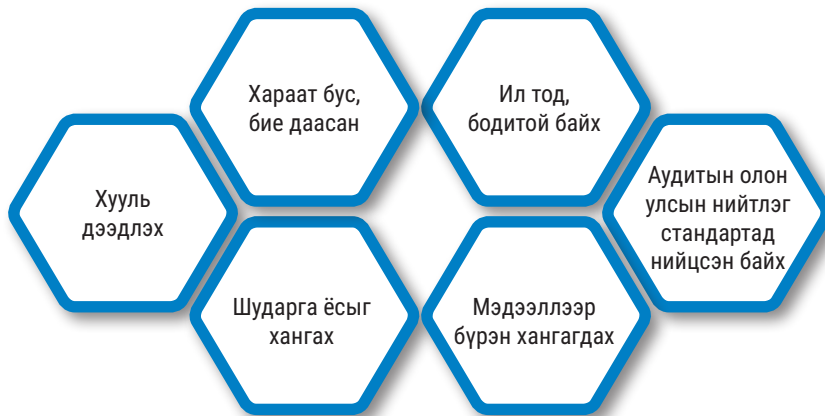 Хараат бус,
бие даасан
Ил тод,
бодитой байх
Хууль
дээдлэх
Аудитын олон
улсын нийтлэг
стандартад
нийцсэн байх
Шударга ёсыг
хангах
Мэдээллээр
бүрэн хангагдах